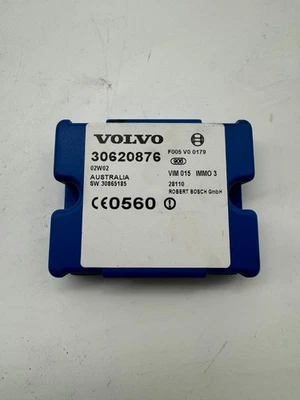 VOLVO
30620876
02W02
AUSTRALIA
SW 30865185
CE0560
F005 V0 0179
VIM 015 IMMO 3
28110
ROBERT BOSCH GmbH